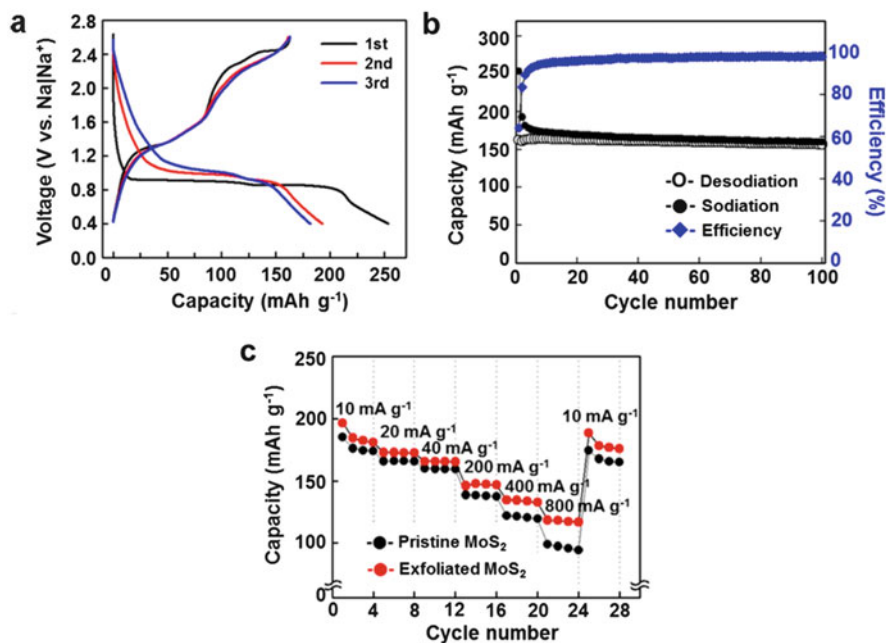 a
Voltage (V vs. Na|Na⁺)
2.8
2.4
2.0
1.6
1.2
0.8
0.4
0.0
1st
2nd
3rd
0 50 100 150 200 250
Capacity (mAh g⁻¹)
b
Capacity (mAh g⁻¹)
300
250
200
150
100
50
0
Desodiation
Sodiation
Efficiency
100
80
60
40
20
0
Efficiency (%)
0 20 40 60 80 100
Cycle number
c
Capacity (mAh g⁻¹)
250
200
150
100
0
10 mA g⁻¹
20 mA g⁻¹
40 mA g⁻¹
200 mA g⁻¹
400 mA g⁻¹
800 mA g⁻¹
10 mA g⁻¹
Pristine MoS₂
Exfoliated MoS₂
0 4 8 12 16 20 24 28
Cycle number